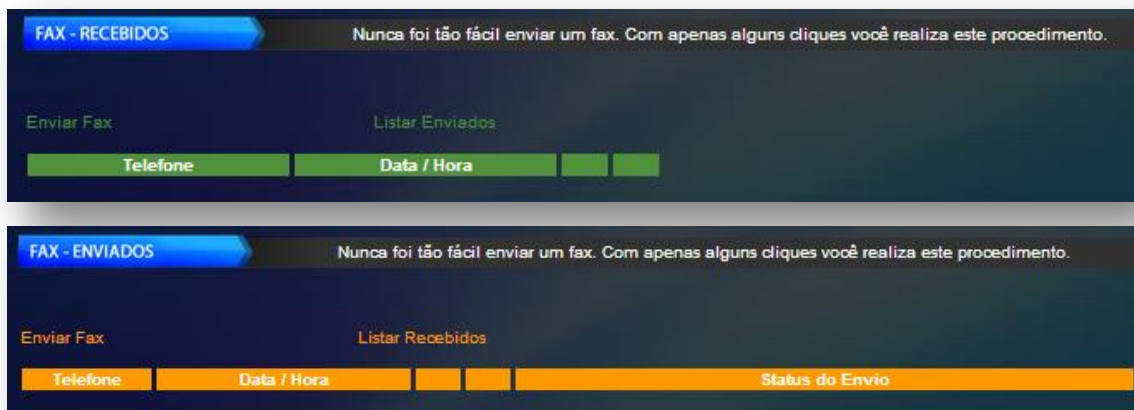 FAX - RECEBIDOS Nunca foi tão fácil enviar um fax. Com apenas alguns cliques você realiza este procedimento.
Enviar Fax Listar Enviados
Telefone Data / Hora
FAX - ENVIADOS Nunca foi tão fácil enviar um fax. Com apenas alguns cliques você realiza este procedimento.
Enviar Fax Listar Recebidos
Telefone Data / Hora Status do Envio